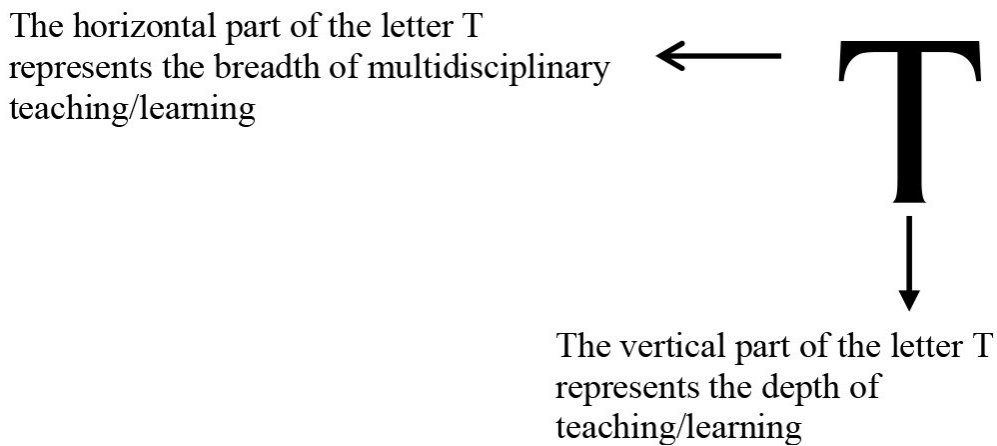 The horizontal part of the letter T
represents the breadth of multidisciplinary
teaching/learning
T
The vertical part of the letter T
represents the depth of
teaching/learning